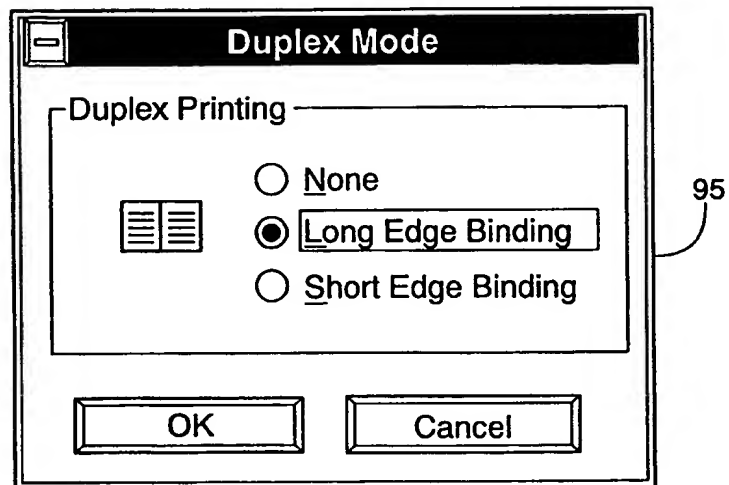 Duplex Mode
Duplex Printing
None
Long Edge Binding
Short Edge Binding
95
OK
Cancel